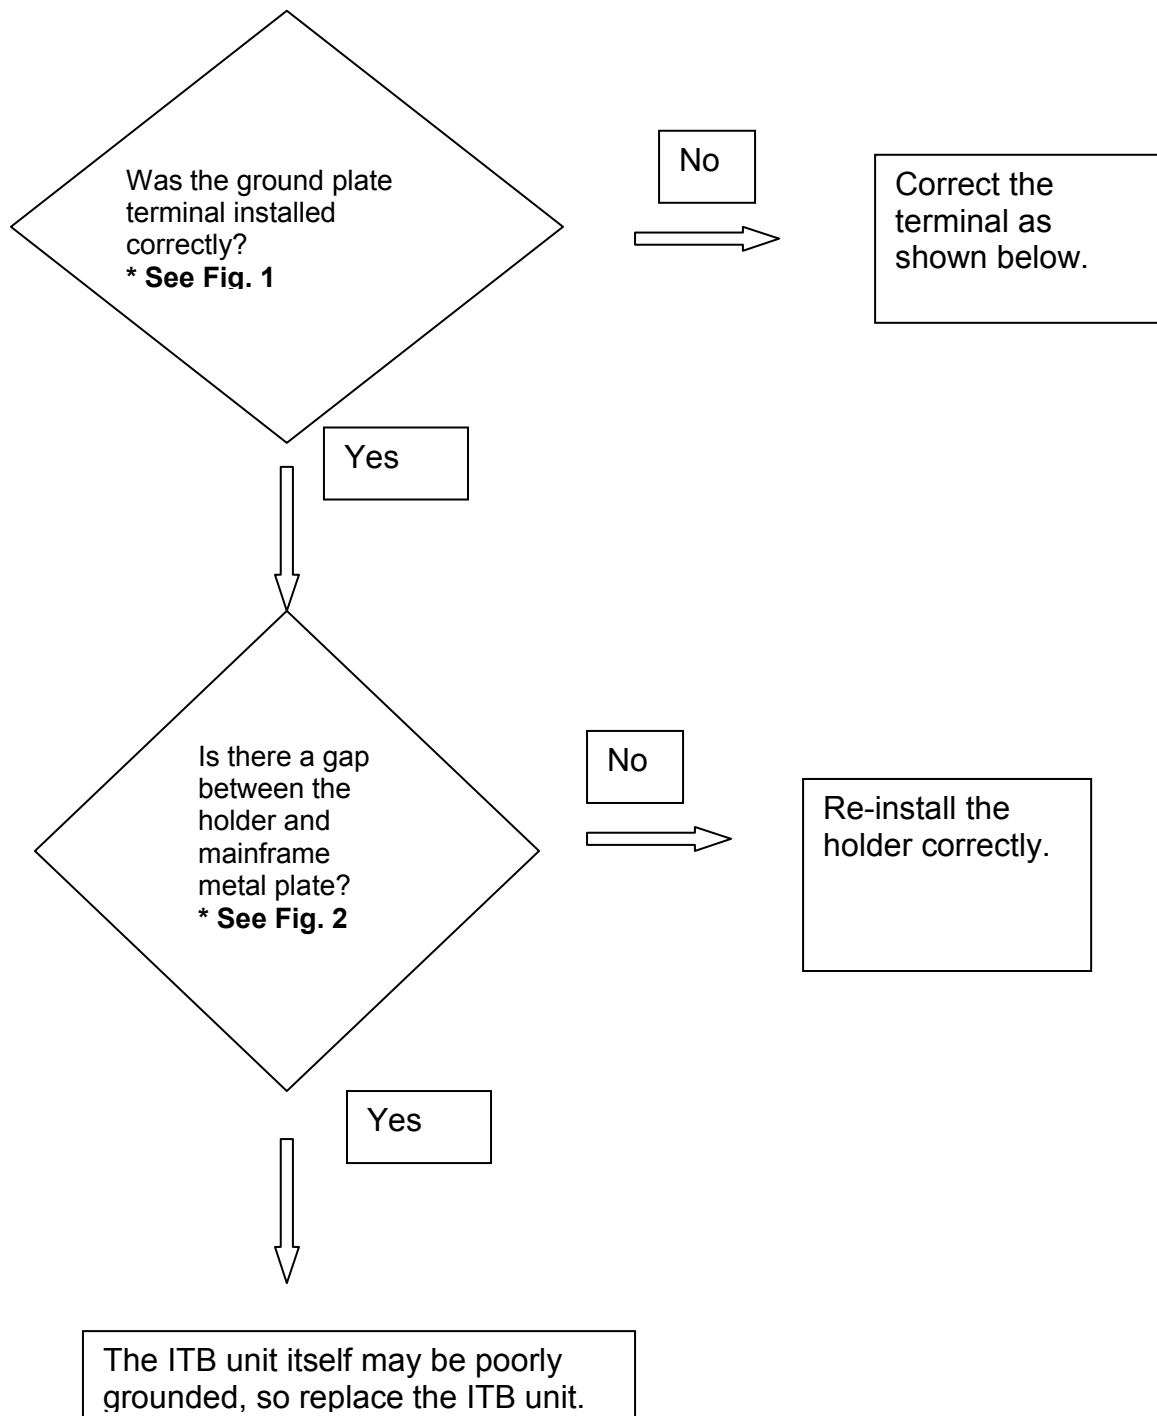 Was the ground plate
terminal installed
correctly?
* See Fig. 1
No
Correct the
terminal as
shown below.
Yes
Is there a gap
between the
holder and
mainframe
metal plate?
* See Fig. 2
No
Re-install the
holder correctly.
Yes
The ITB unit itself may be poorly
grounded, so replace the ITB unit.